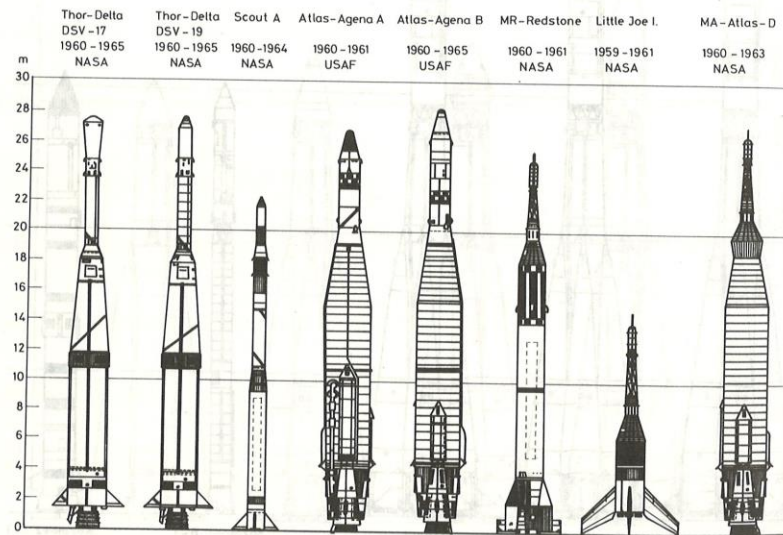 Thor-Delta
DSV-17
1960-1965
NASA
Thor-Delta
DSV-19
1960-1965
NASA
Scout A
1960-1964
NASA
Atlas-Agena A
1960-1961
USAF
Atlas-Agena B
1960-1965
USAF
MR-Redstone
1960-1961
NASA
Little Joe I.
1959-1961
NASA
MA-Atlas-D
1960-1963
NASA
m
30
28
26
24
22
20
18
16
14
12
10
8
6
4
2
0